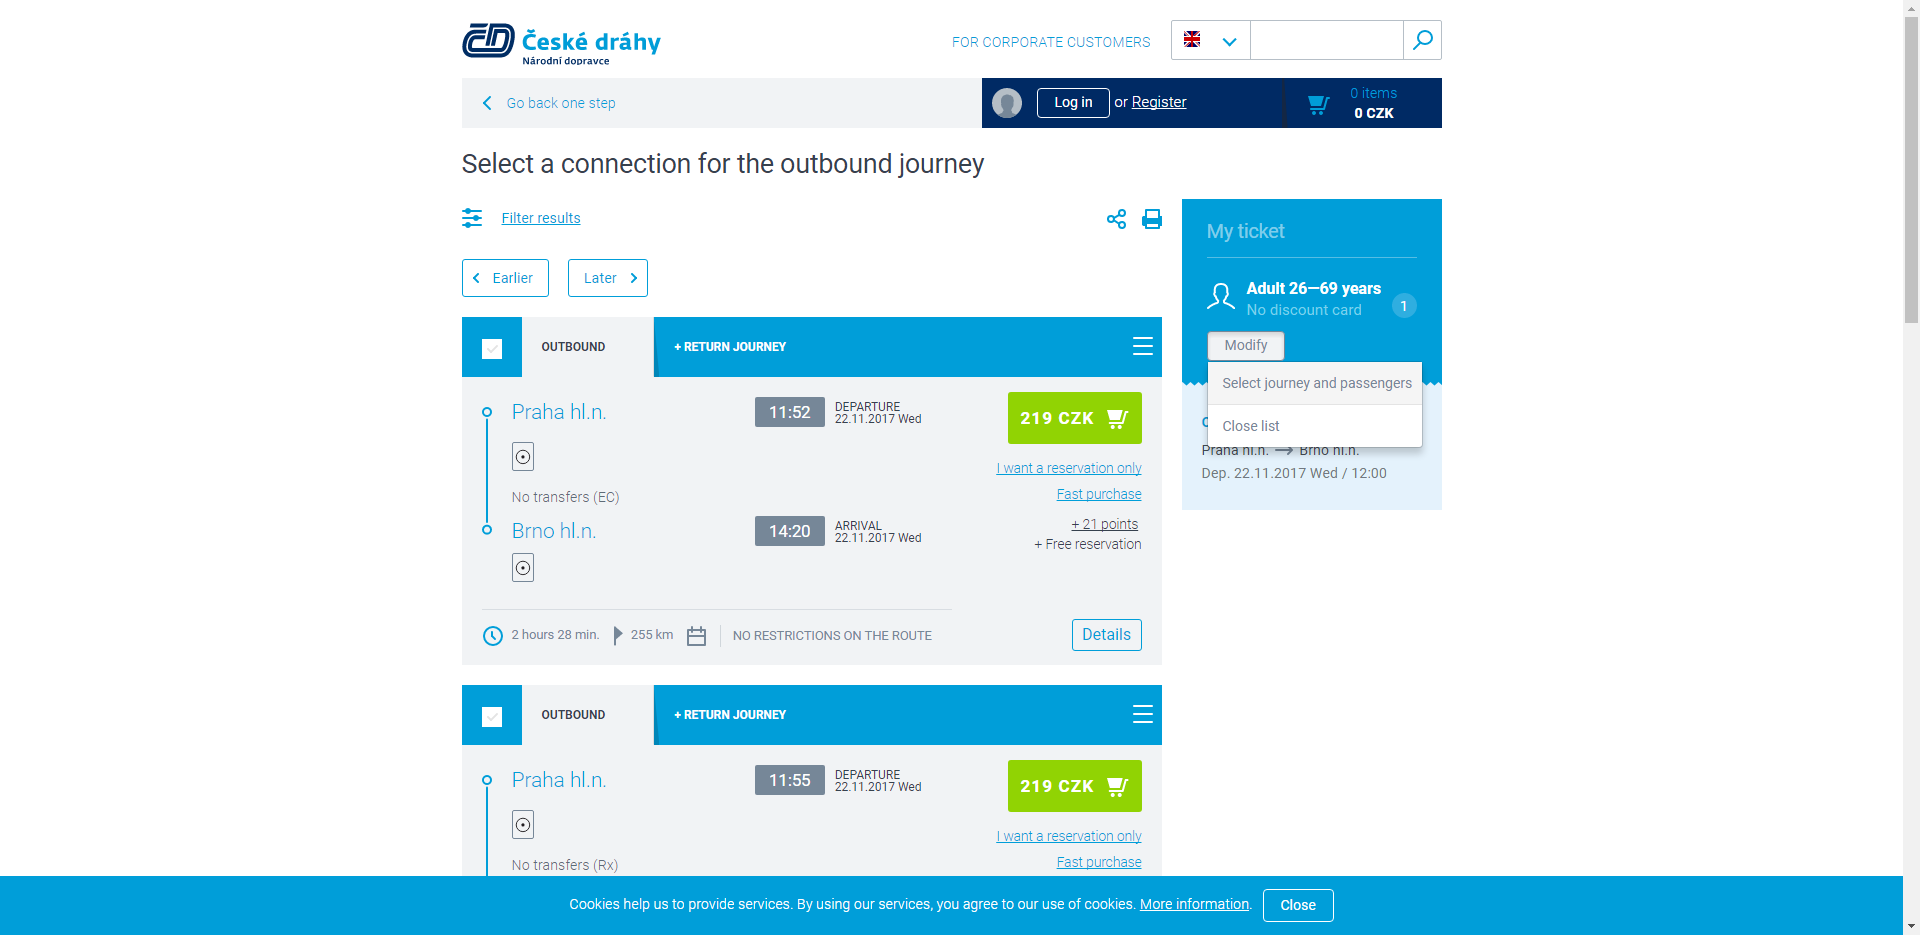 České dráhy
Národní dopravce
FOR CORPORATE CUSTOMERS
Go back one step
Log in or Register
0 items
0 CZK
Select a connection for the outbound journey
Filter results
Earlier
Later
OUTBOUND
+ RETURN JOURNEY
Praha hl.n.
11:52
DEPARTURE
22.11.2017 Wed
219 CZK
I want a reservation only
Fast purchase
No transfers (EC)
Brno hl.n.
14:20
ARRIVAL
22.11.2017 Wed
+ 21 points
+ Free reservation
2 hours 28 min.
255 km
NO RESTRICTIONS ON THE ROUTE
Details
OUTBOUND
+ RETURN JOURNEY
Praha hl.n.
11:55
DEPARTURE
22.11.2017 Wed
219 CZK
I want a reservation only
Fast purchase
No transfers (Rx)
My ticket
Adult 26—69 years
No discount card
1
Modify
Select journey and passengers
Close list
Praha hl.n. → Brno hl.n.
Dep. 22.11.2017 Wed / 12:00
Cookies help us to provide services. By using our services, you agree to our use of cookies. More information. Close